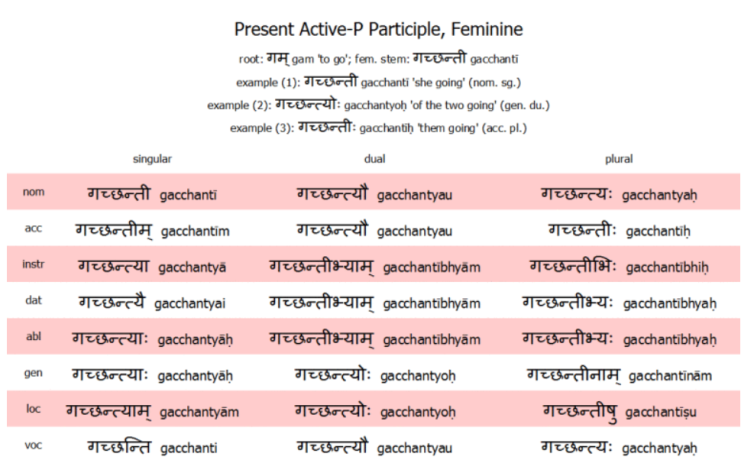 Present Active-P Participle, Feminine
root: गम् gam 'to go'; fem. stem: गच्छन्ती gacchantī
example (1): गच्छन्ती gacchantī 'she going' (nom. sg.)
example (2): गच्छन्त्योः gacchantyoḥ 'of the two going' (gen. du.)
example (3): गच्छन्तीः gacchantīḥ 'them going' (acc. pl.)
singular dual plural
nom गच्छन्ती gacchantī गच्छन्त्यौ gacchantyau गच्छन्त्यः gacchantyaḥ
acc गच्छन्तीम् gacchantīm गच्छन्त्यौ gacchantyau गच्छन्तीः gacchantīḥ
instr गच्छन्त्या gacchantyā गच्छन्तीभ्याम् gacchantībhyām गच्छन्तीभिः gacchantībhiḥ
dat गच्छन्त्यै gacchantyai गच्छन्तीभ्याम् gacchantībhyām गच्छन्तीभ्यः gacchantībhyaḥ
abl गच्छन्त्याः gacchantyāḥ गच्छन्तीभ्याम् gacchantībhyām गच्छन्तीभ्यः gacchantībhyaḥ
gen गच्छन्त्याः gacchantyāḥ गच्छन्त्योः gacchantyoḥ गच्छन्तीनाम् gacchantīnām
loc गच्छन्त्याम् gacchantyām गच्छन्त्योः gacchantyoḥ गच्छन्तीषु gacchantīṣu
voc गच्छन्ति gacchanti गच्छन्त्यौ gacchantyau गच्छन्त्यः gacchantyaḥ